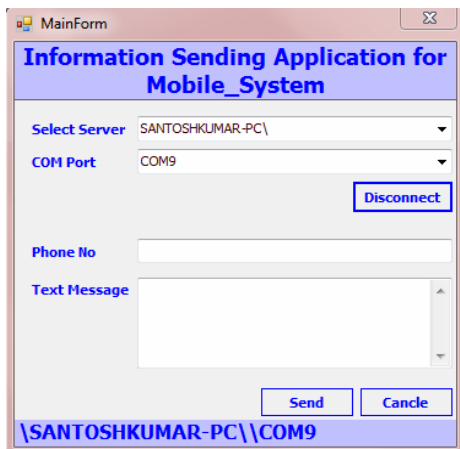 MainForm
Information Sending Application for
Mobile_System
Select Server SANTOSHKUMAR-PC\
COM Port COM9
Disconnect
Phone No
Text Message
Send Cancle
\SANTOSHKUMAR-PC\\COM9